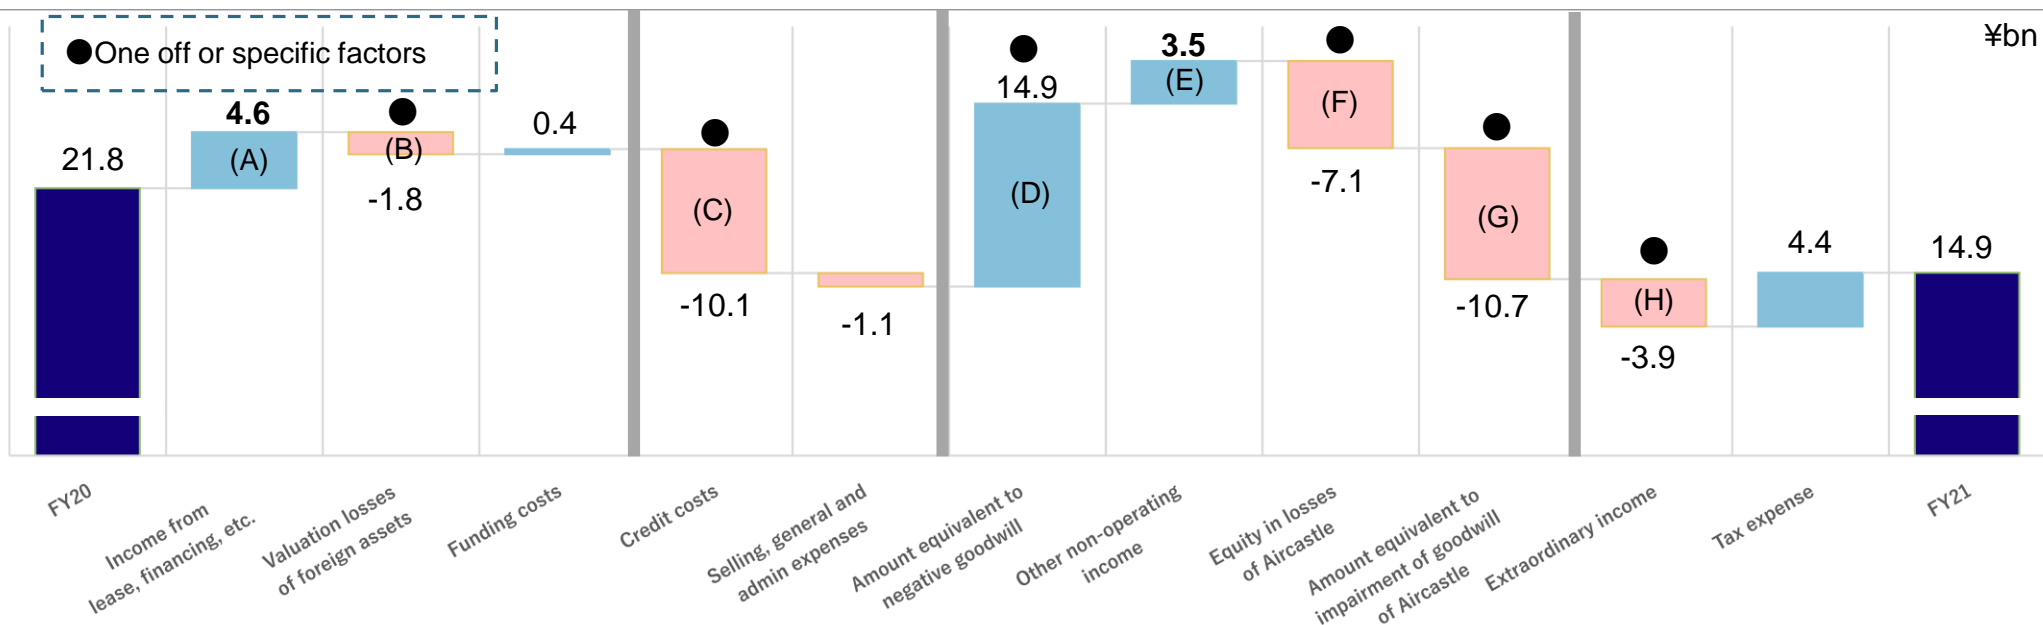 ●One off or specific factors
¥bn
21.8
4.6
(A)
(B)
-1.8
0.4
(C)
-10.1
-1.1
14.9
(D)
3.5
(E)
(F)
-7.1
(G)
-10.7
(H)
-3.9
4.4
14.9
FY20
Income from
lease, financing, etc.
Valuation losses
of foreign assets
Funding costs
Credit costs
Selling, general and
admin expenses
Amount equivalent to
negative goodwill
Other non-operating
income
Equity in losses
of Aircastle
Amount equivalent to
impairment of goodwill
of Aircastle
Extraordinary income
Tax expense
FY21